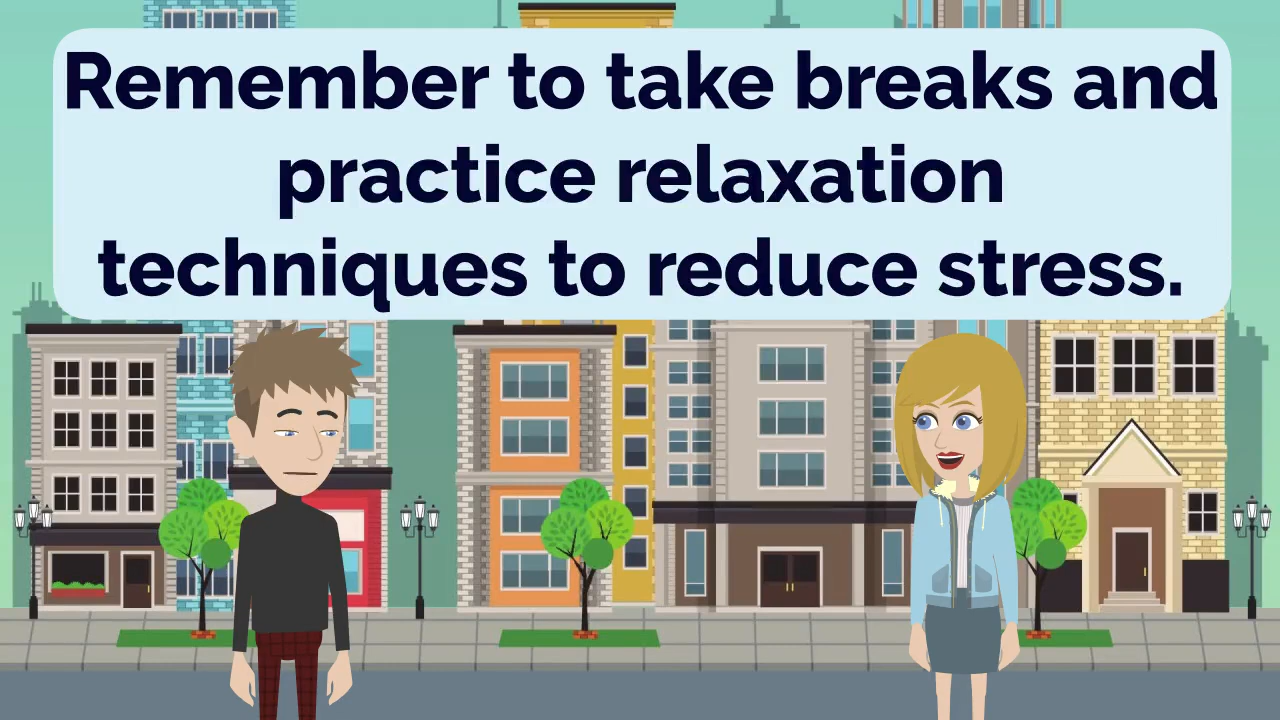 Remember to take breaks and
practice relaxation
techniques to reduce stress.